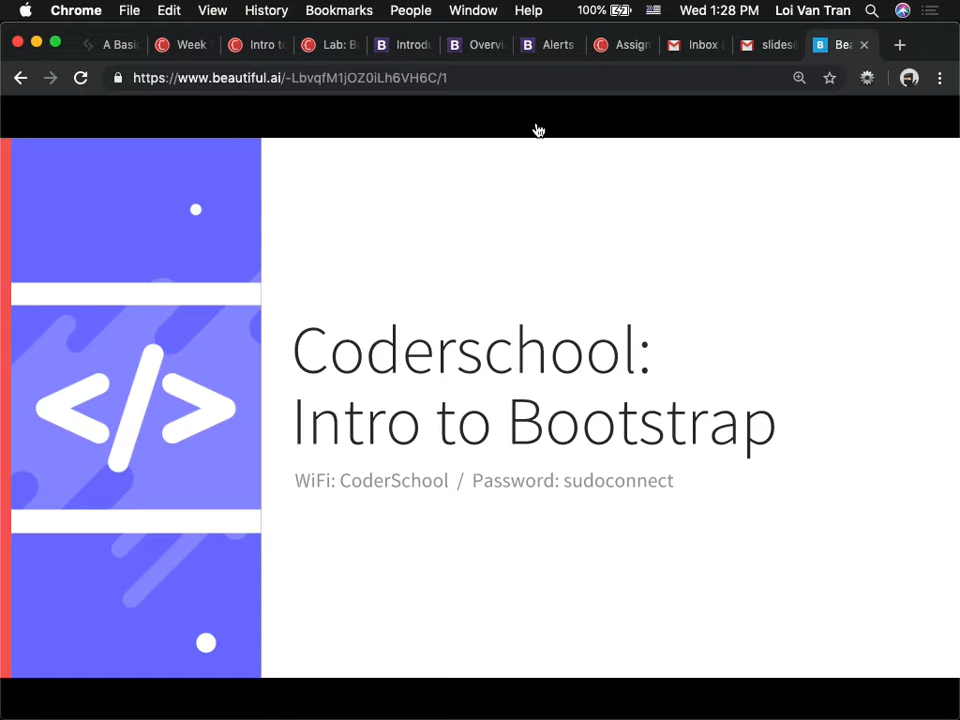 Chrome File Edit View History Bookmarks People Window Help 100% Wed 1:28 PM Loi Van Tran
A Basi Week Intro t Lab: B Introd Overvi Alerts Assign Inbox slides Bea
https://www.beautiful.ai/-LbvqfM1jOZ0iLh6VH6C/1
</>
Coderschool:
Intro to Bootstrap
WiFi: CoderSchool / Password: sudoconnect